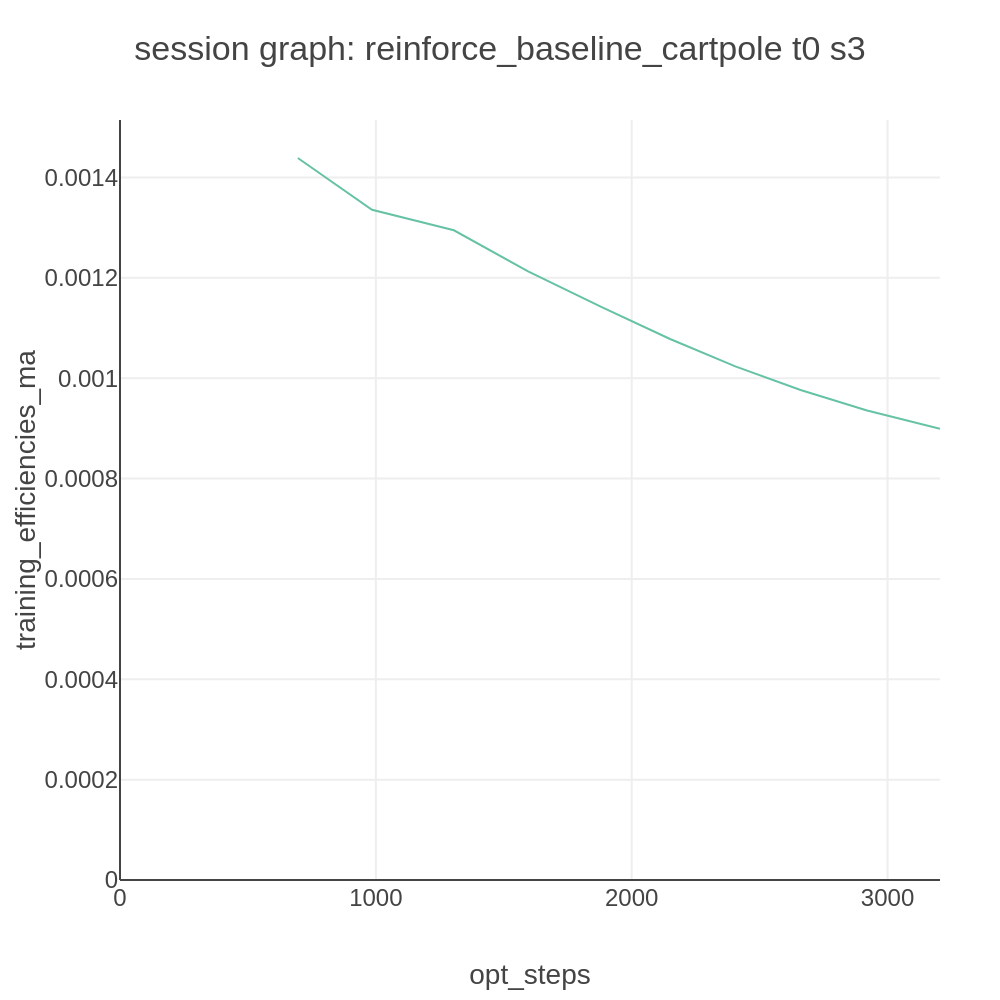 session graph: reinforce_baseline_cartpole t0 s3
training_efficiencies_ma
0.0014
0.0012
0.001
0.0008
0.0006
0.0004
0.0002
0
0 1000 2000 3000
opt_steps